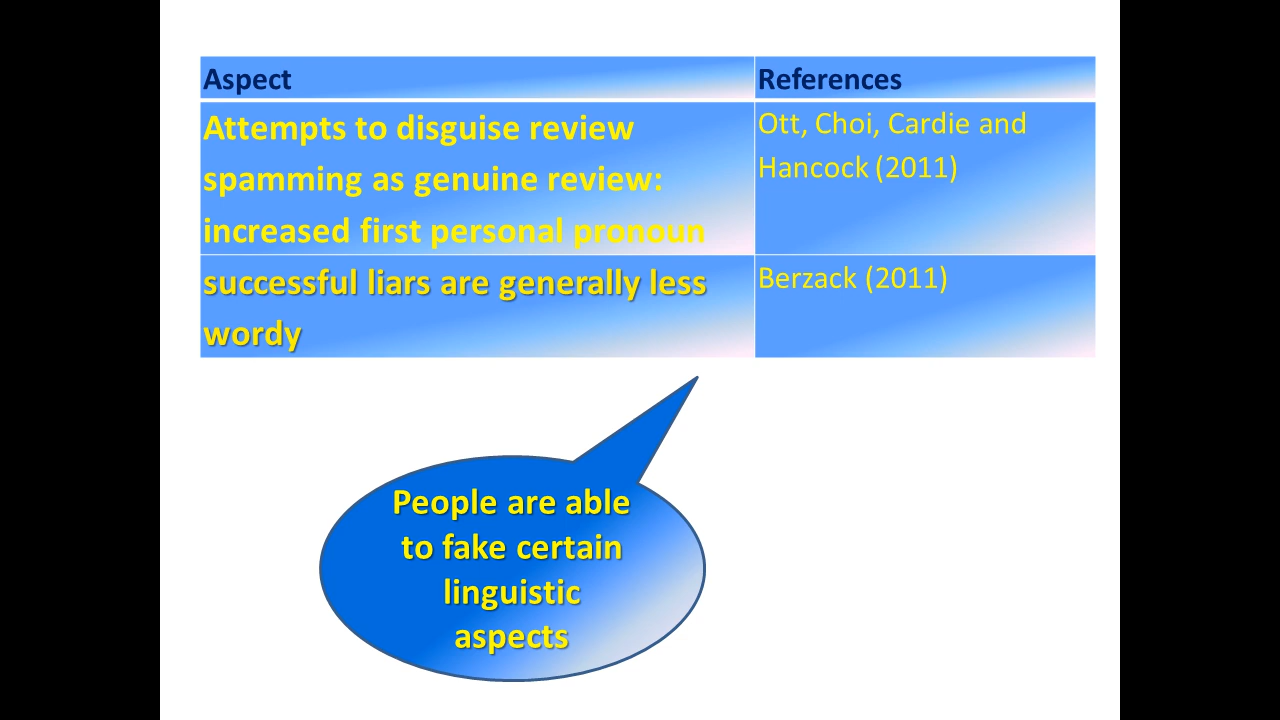 Aspect
References
Attempts to disguise review
spamming as genuine review:
increased first personal pronoun
Ott, Choi, Cardie and
Hancock (2011)
successful liars are generally less
wordy
Berzack (2011)
People are able
to fake certain
linguistic
aspects